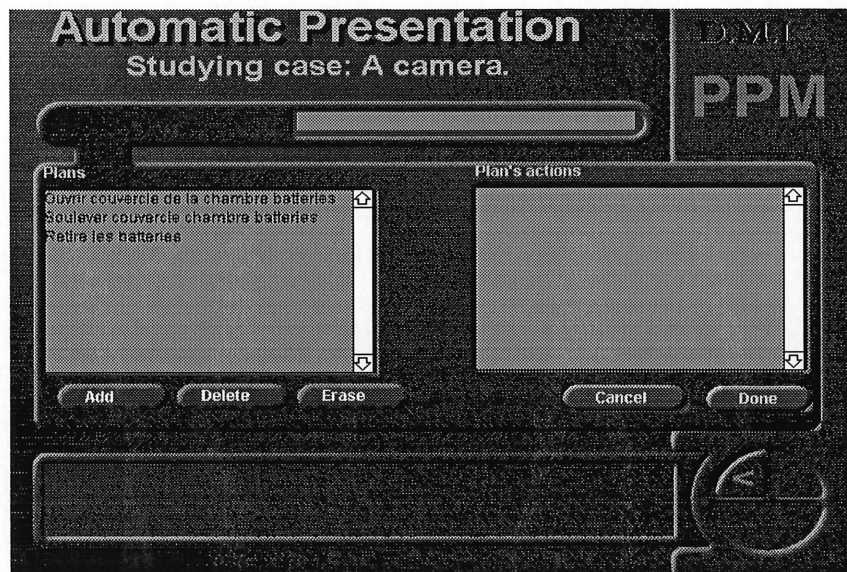 Automatic Presentation
Studying case: A camera.
D.M.I
PPM
Plans
Ouvrir couvercle de la chambre batteries
Soulever couvercle chambre batteries
Retire les batteries
Plan's actions
Add
Delete
Erase
Cancel
Done
<